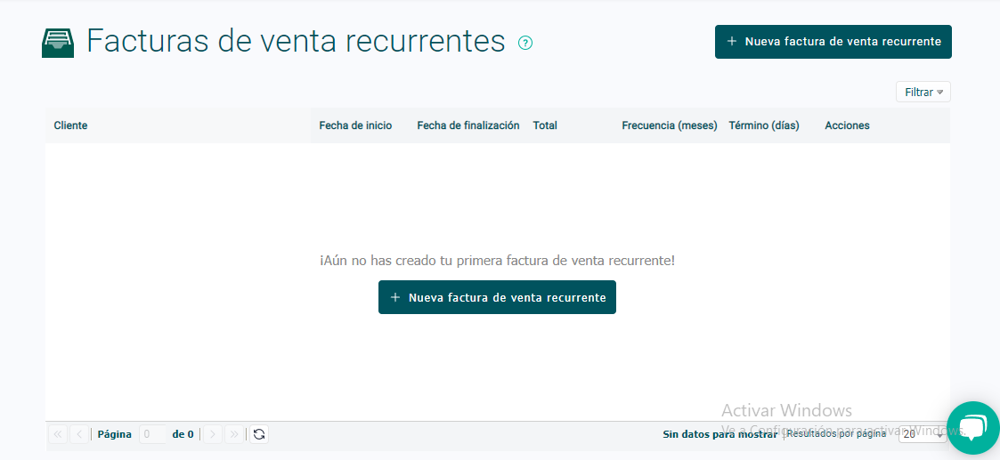 Facturas de venta recurrentes ?
+ Nueva factura de venta recurrente
Filtrar
Cliente Fecha de inicio Fecha de finalización Total Frecuencia (meses) Término (días) Acciones
¡Aún no has creado tu primera factura de venta recurrente!
+ Nueva factura de venta recurrente
Activar Windows
Ve a Configuración para activar Windows.
« < | Página 0 de 0 | > » | Sin datos para mostrar | Resultados por página 20